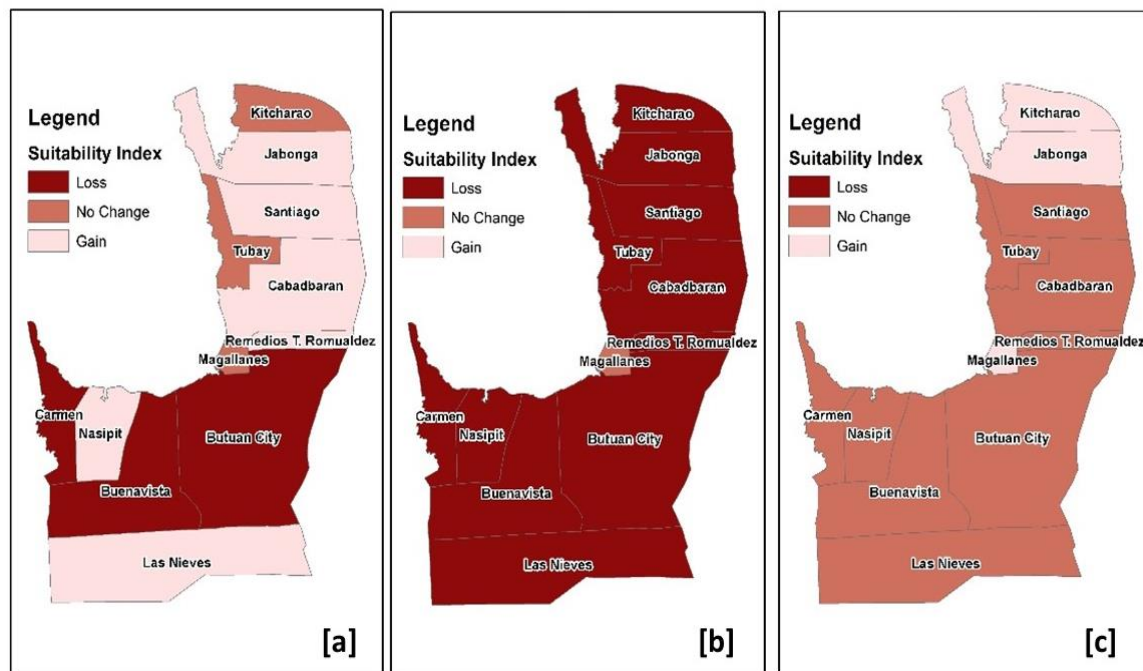 Legend
Suitability Index
Loss
No Change
Gain
Kitcharao
Jabonga
Santiago
Tubay
Cabadbaran
Remedios T. Romualdez
Magallanes
Carmen
Nasipit
Butuan City
Buenavista
Las Nieves
[a]
Legend
Suitability Index
Loss
No Change
Gain
Kitcharao
Jabonga
Santiago
Tubay
Cabadbaran
Remedios T. Romualdez
Magallanes
Carmen
Nasipit
Butuan City
Buenavista
Las Nieves
[b]
Legend
Suitability Index
Loss
No Change
Gain
Kitcharao
Jabonga
Santiago
Tubay
Cabadbaran
Remedios T. Romualdez
Magallanes
Carmen
Nasipit
Butuan City
Buenavista
Las Nieves
[c]